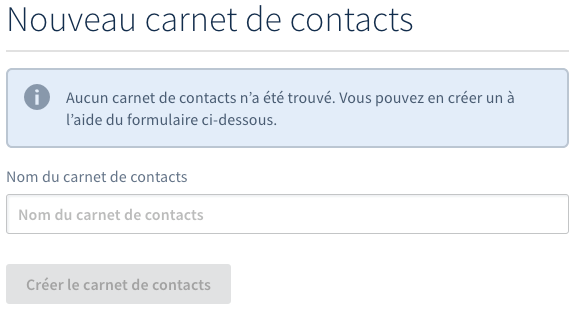 Nouveau carnet de contacts
Aucun carnet de contacts n’a été trouvé. Vous pouvez en créer un à
l’aide du formulaire ci-dessous.
Nom du carnet de contacts
Nom du carnet de contacts
Créer le carnet de contacts